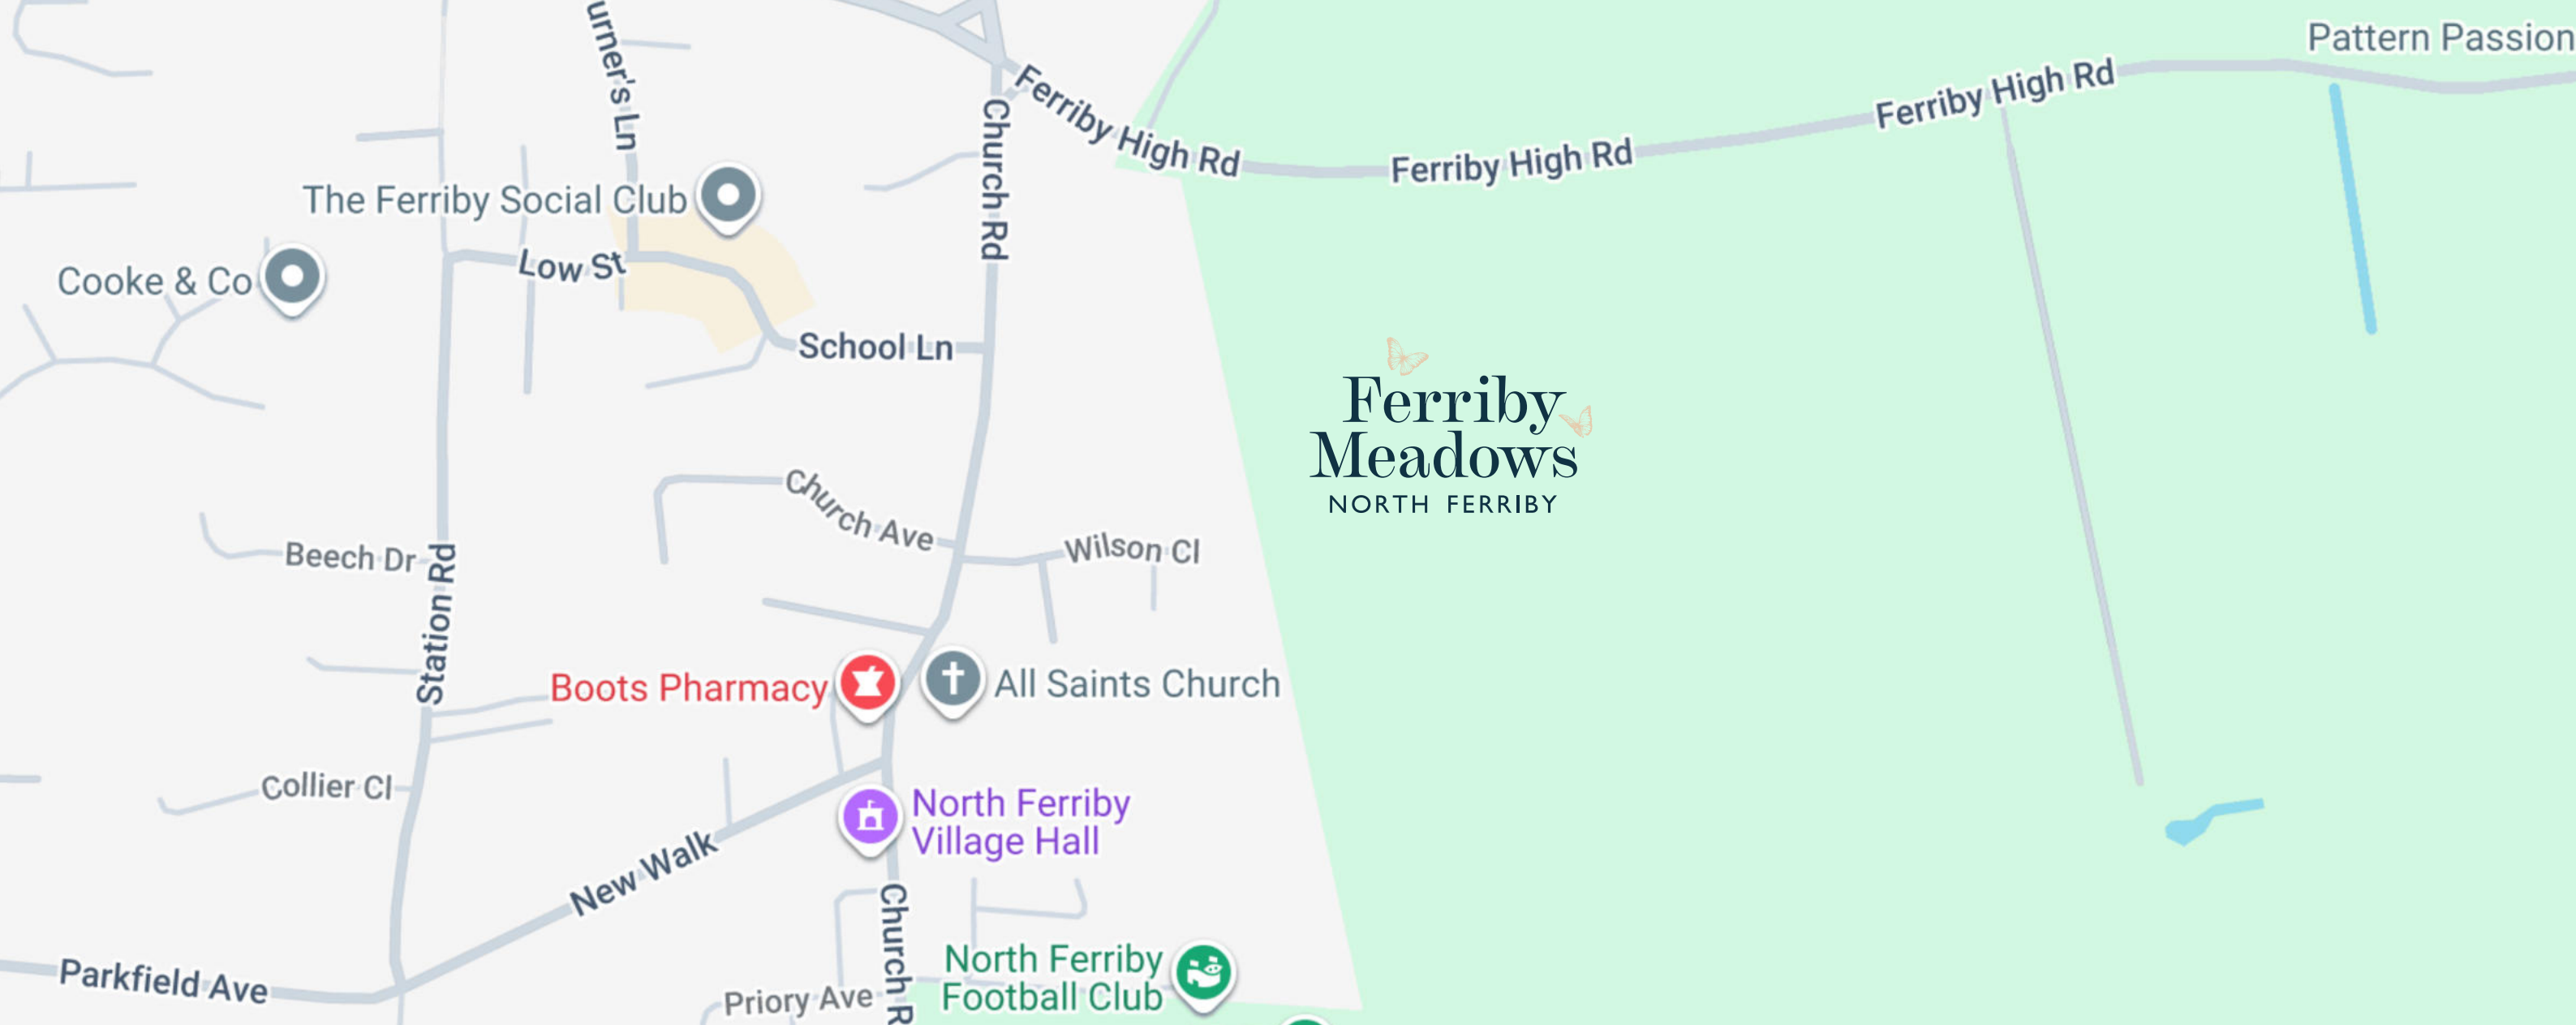 Pattern Passion
urner's Ln
Ferriby High Rd
Ferriby High Rd
Ferriby High Rd
Church Rd
The Ferriby Social Club
Cooke & Co
Low St
School Ln
Ferriby
Meadows
NORTH FERRIBY
Church Ave
Wilson Cl
Beech Dr
Station Rd
Boots Pharmacy
All Saints Church
Collier Cl
North Ferriby
Village Hall
New Walk
Church R
North Ferriby
Football Club
Parkfield Ave
Priory Ave